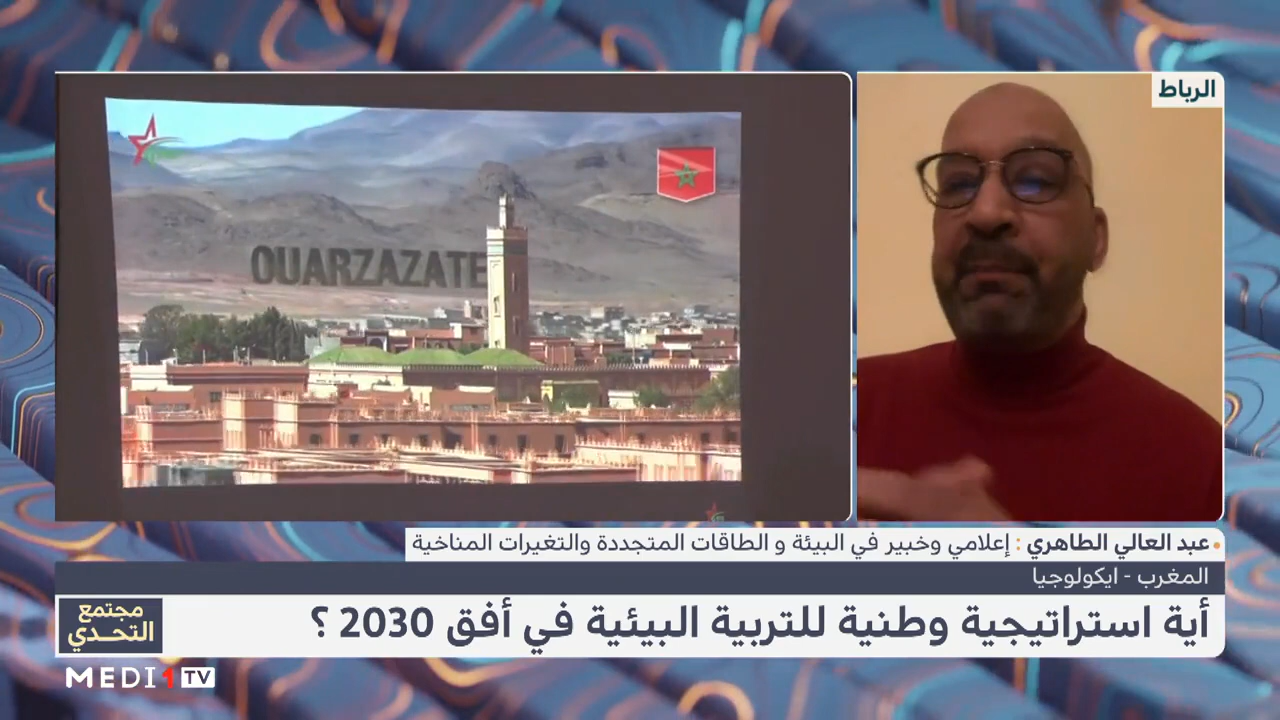 الرباط
OUARZAZATE
عبد العالي الطاهري : إعلامي وخبير في البيئة و الطاقات المتجددة والتغيرات المناخية
المغرب - ايكولوجيا
أية استراتيجية وطنية للتربية البيئية في أفق 2030 ؟
مجتمع
التحدي
MEDI1TV